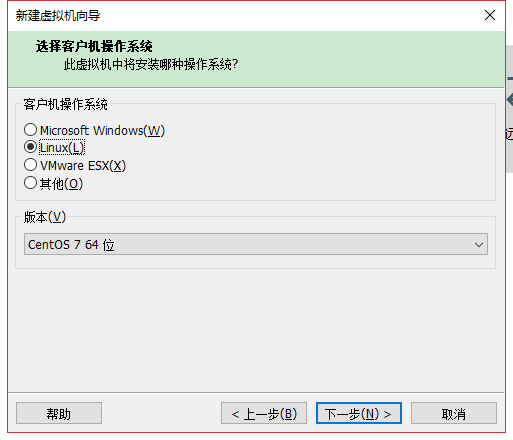 新建虚拟机向导
选择客户机操作系统
此虚拟机中将安装哪种操作系统?
客户机操作系统
Microsoft Windows(W)
Linux(L)
VMware ESX(X)
其他(O)
版本(V)
CentOS 7 64 位
帮助
< 上一步(B)
下一步(N) >
取消